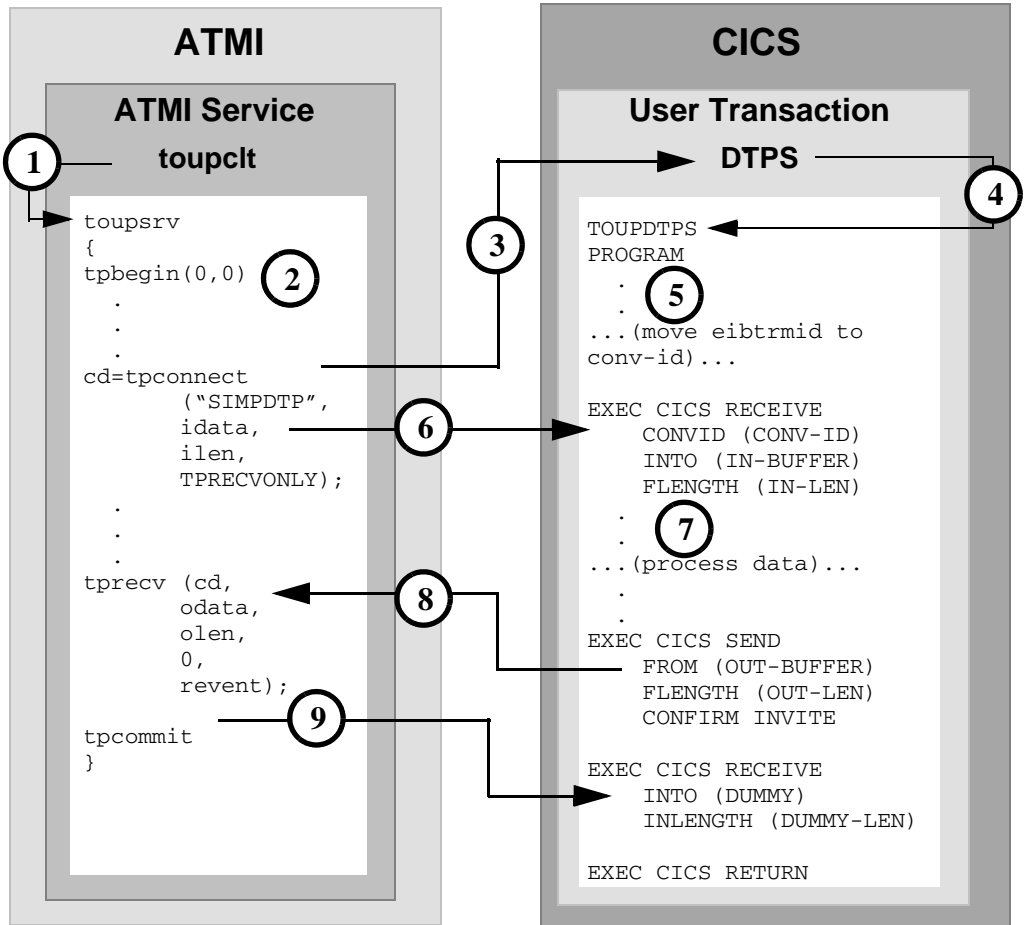 ATMI
ATMI Service
toupclt
1
toupsrv
{
tpbegin(0,0)
2
.
.
.
cd=tpconnect
(“SIMPDTP”,
idata,
ilen,
TPRECVONLY);
.
.
.
tprecv (cd,
odata,
olen,
0,
revent);
tpcommit
}
3
6
8
9
CICS
User Transaction
DTPS
4
TOUPDTPS
PROGRAM
.
.
5
...(move eibtrmid to
conv-id)...
EXEC CICS RECEIVE
CONVID (CONV-ID)
INTO (IN-BUFFER)
FLENGTH (IN-LEN)
.
.
7
...(process data)...
.
.
EXEC CICS SEND
FROM (OUT-BUFFER)
FLENGTH (OUT-LEN)
CONFIRM INVITE
EXEC CICS RECEIVE
INTO (DUMMY)
INLENGTH (DUMMY-LEN)
EXEC CICS RETURN